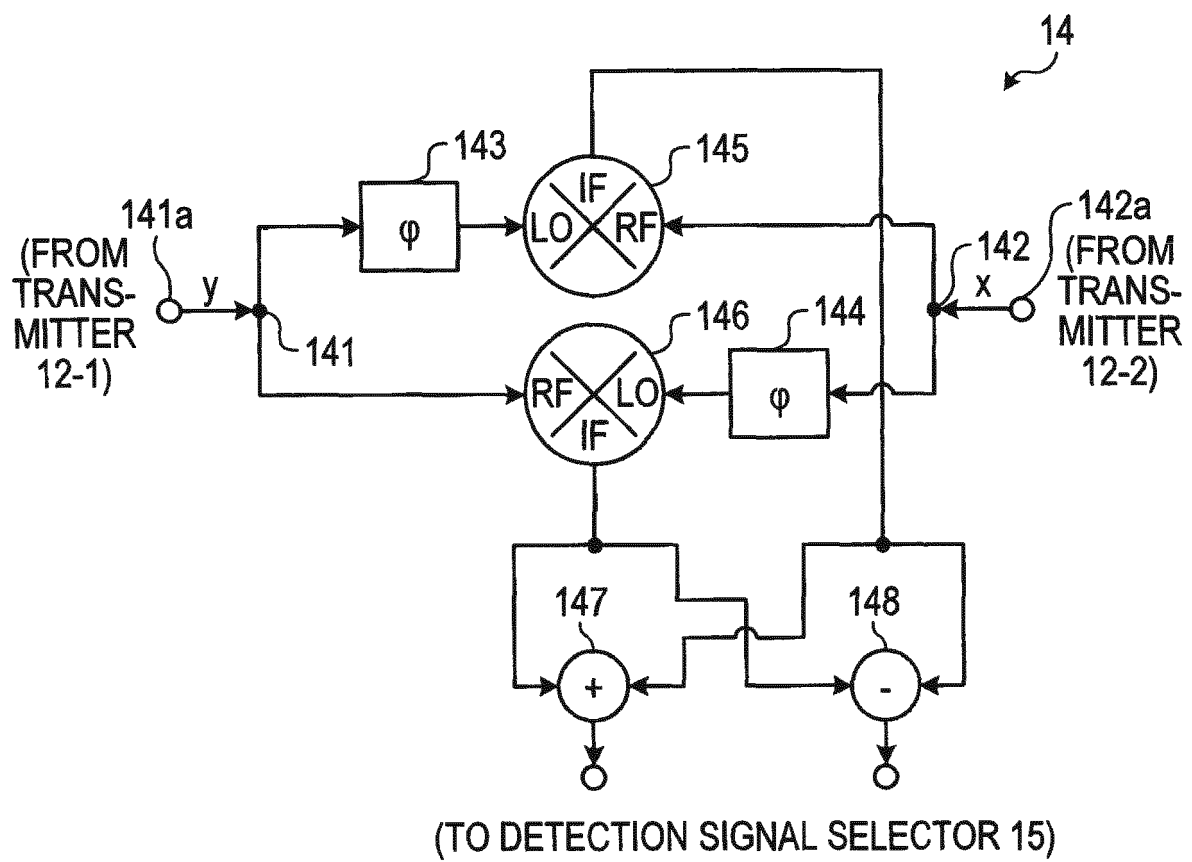 14
143
145
IF
LO
RF
φ
141a
(FROM
TRANS-
MITTER
12-1)
y
141
142a
(FROM
TRANS-
MITTER
12-2)
142
x
146
144
RF
LO
IF
φ
147
148
+
-
(TO DETECTION SIGNAL SELECTOR 15)